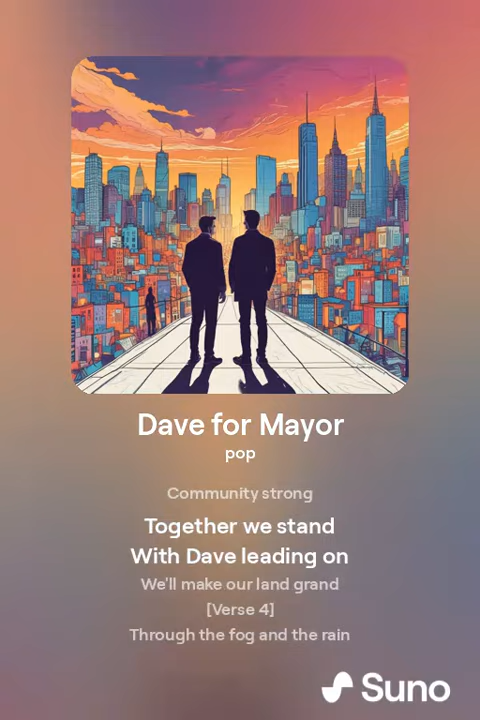 Dave for Mayor
pop
Community strong
Together we stand
With Dave leading on
We'll make our land grand
[Verse 4]
Through the fog and the rain
Suno